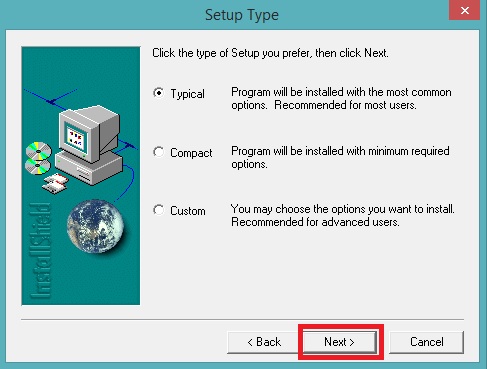 Setup Type
Click the type of Setup you prefer, then click Next.
Typical
Program will be installed with the most common
options. Recommended for most users.
Compact
Program will be installed with minimum required
options.
Custom
You may choose the options you want to install.
Recommended for advanced users.
InstallShield
< Back
Next >
Cancel